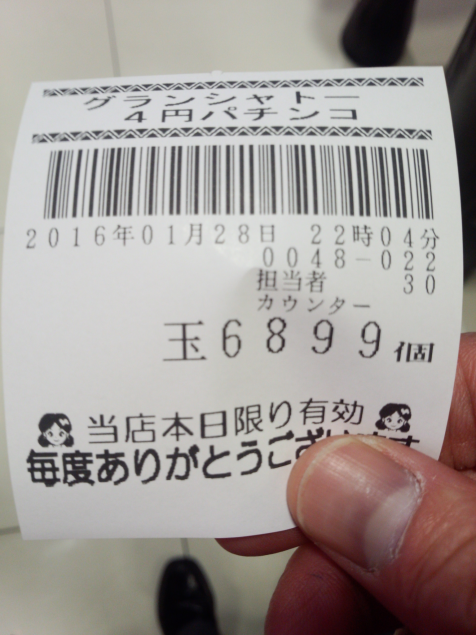 グランシャトー
4円パチンコ
2016年01月28日 22時04分
0048-022
担当者 30
カウンター
玉6899個
当店本日限り有効
毎度ありがとうござ